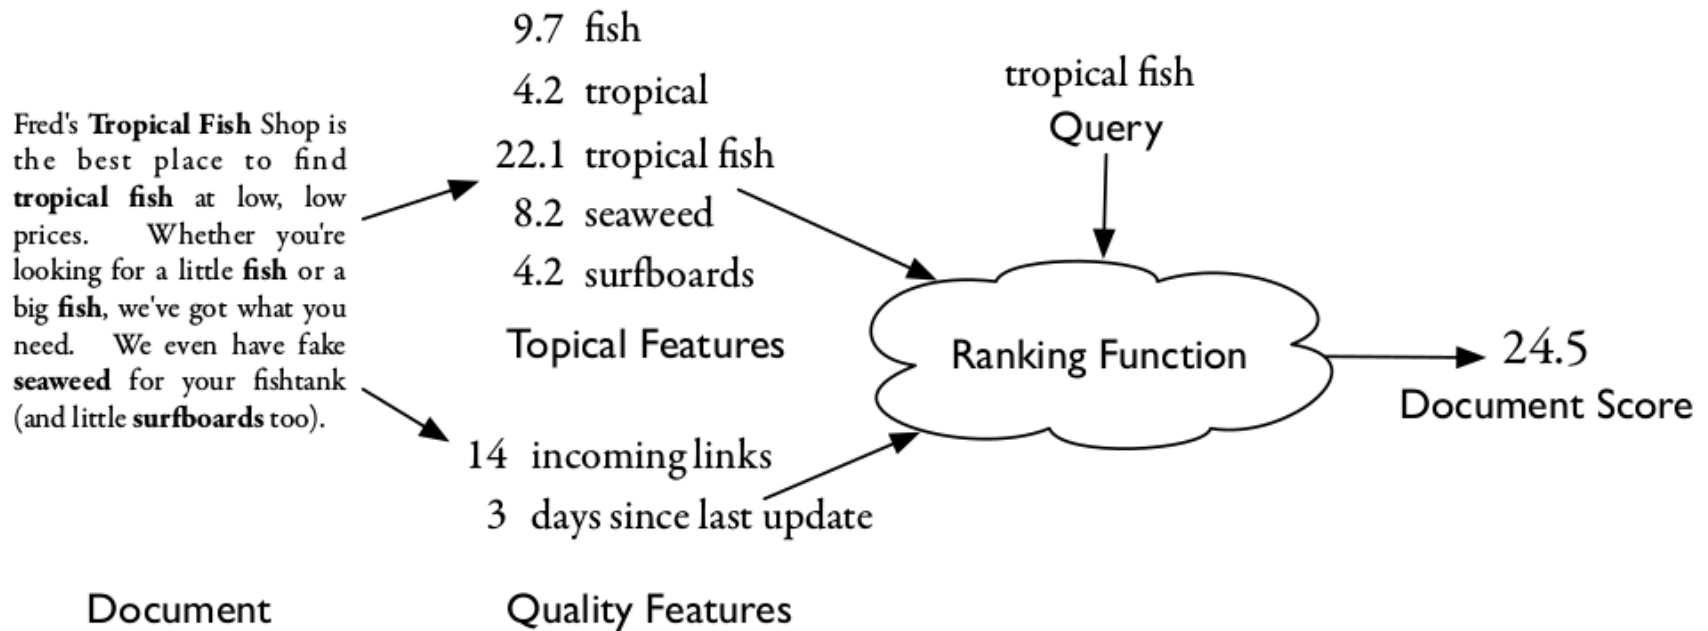 Fred's Tropical Fish Shop is
the best place to find
tropical fish at low, low
prices. Whether you're
looking for a little fish or a
big fish, we've got what you
need. We even have fake
seaweed for your fishtank
(and little surfboards too).
Document
9.7 fish
4.2 tropical
22.1 tropical fish
8.2 seaweed
4.2 surfboards
Topical Features
14 incoming links
3 days since last update
Quality Features
tropical fish
Query
Ranking Function
24.5
Document Score